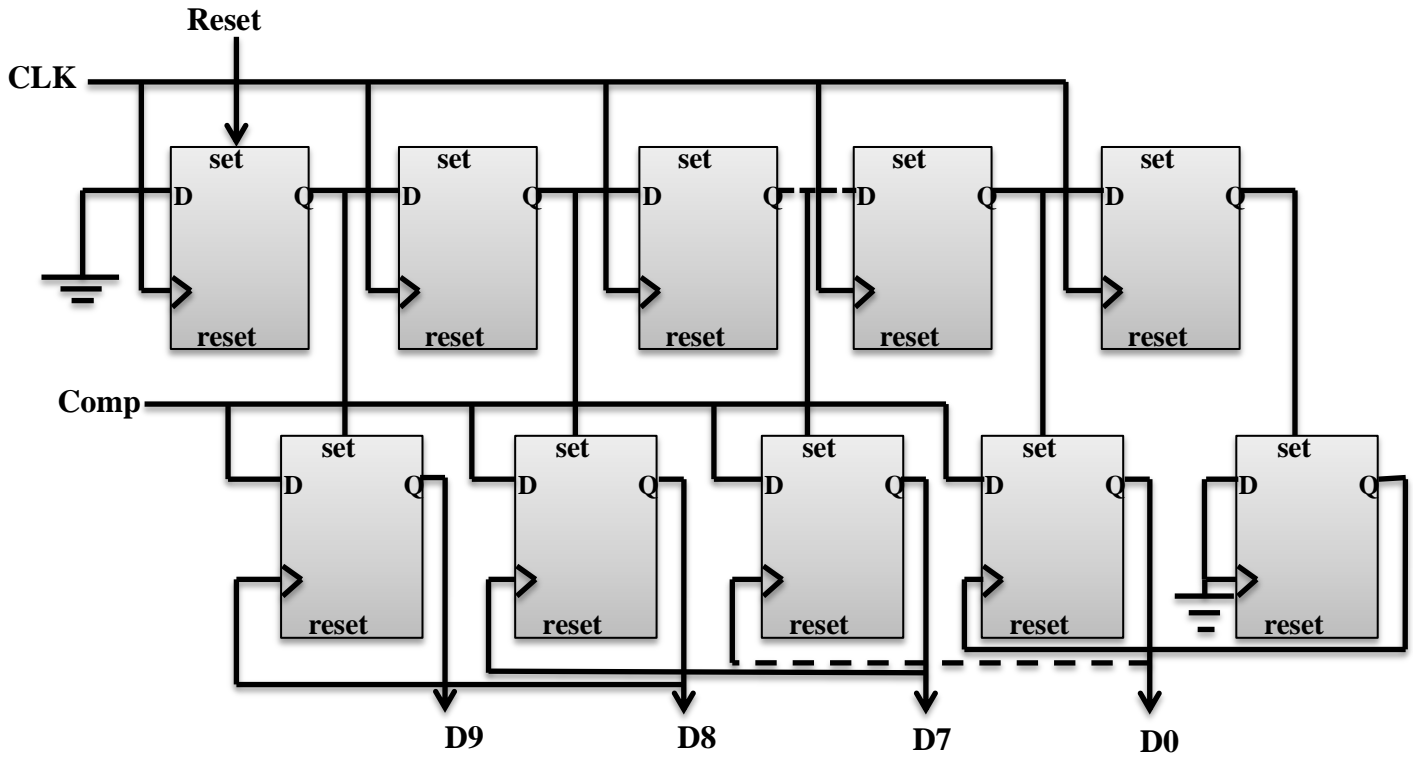 Reset
CLK
set set set set set
D Q D Q D Q D Q D Q
reset reset reset reset reset
Comp
set set set set set
D Q D Q D Q D Q D Q
reset reset reset reset reset
D9 D8 D7 D0